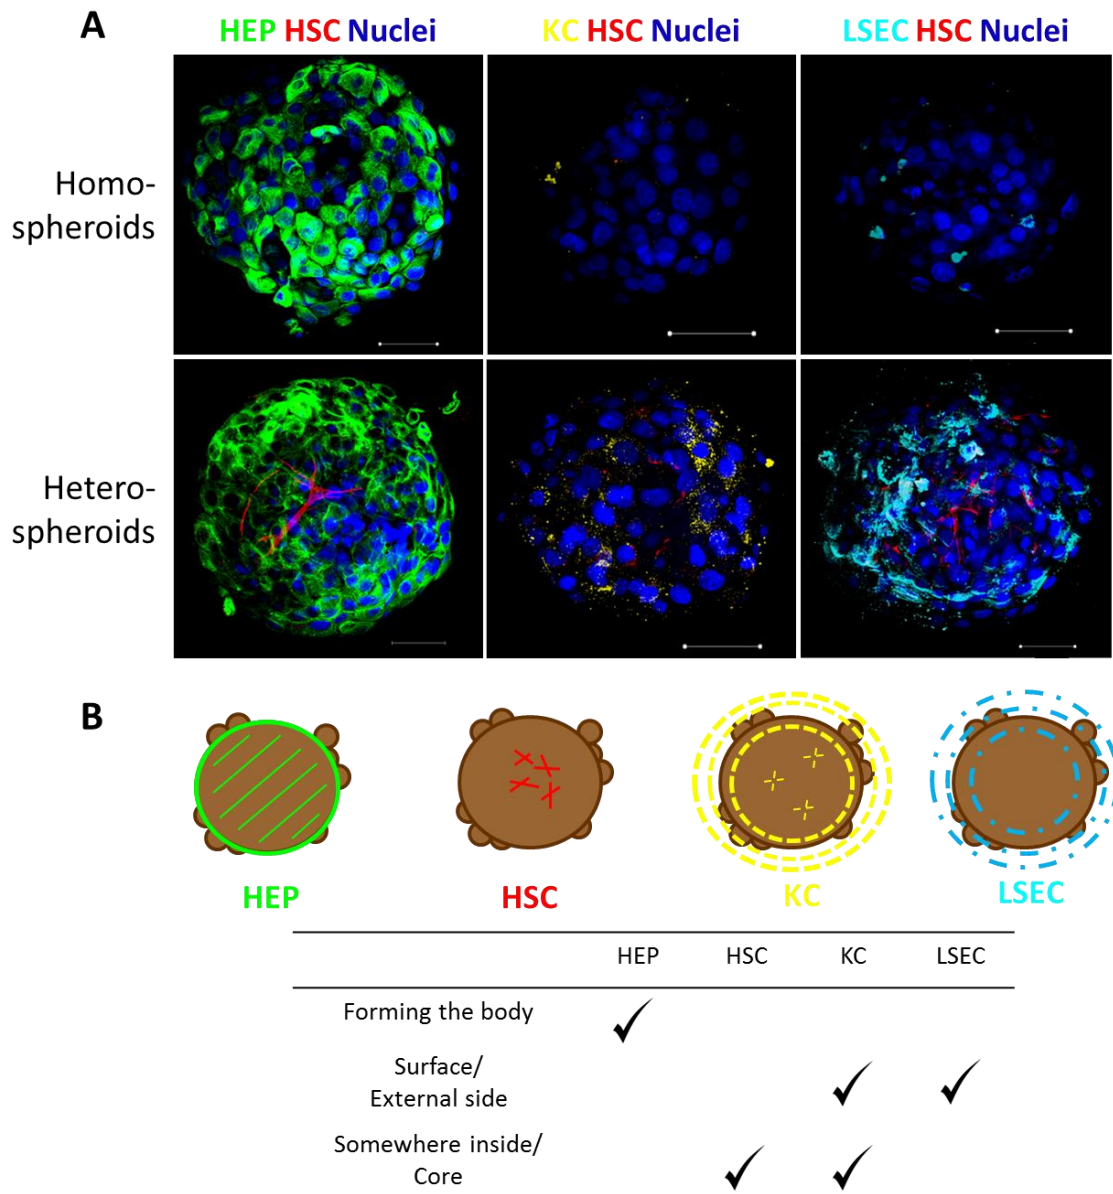 A
HEP HSC Nuclei
KC HSC Nuclei
LSEC HSC Nuclei
Homo-
spheroids
Hetero-
spheroids
B
HEP
HSC
KC
LSEC
HEP HSC KC LSEC
Forming the body
Surface/
External side
Somewhere inside/
Core